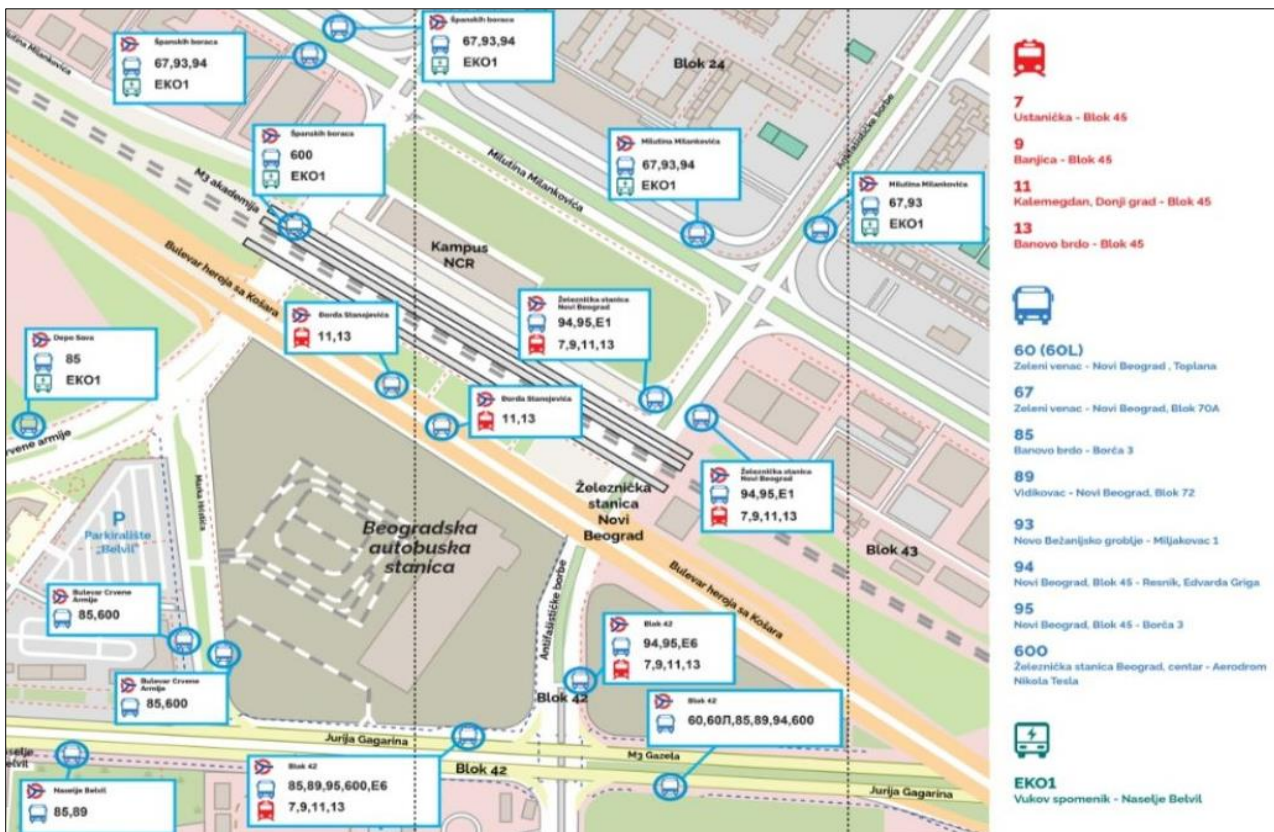 Španskih boraca
67,93,94
EKO1
Španskih boraca
67,93,94
EKO1
Blok 24
Milutina Milankovića
Antifašističke borbe
Španskih boraca
600
EKO1
M3 akademija
Milutina Milankovića
Milutina Milankovića
67,93,94
EKO1
Milutina Milankovića
67,93
EKO1
Kampus
NCR
Bulevar heroja sa Košara
Železnička stanica
Novi Beograd
94,95,E1
7,9,11,13
Đorđa Stanojevića
11,13
Depo Sava
85
EKO1
Đorđa Stanojevića
11,13
Železnička stanica
Novi Beograd
94,95,E1
7,9,11,13
Železnička
stanica
Novi
Beograd
P
Parkiralište
„Belvil“
Beogradska
autobuska
stanica
Blok 43
Bulevar heroja sa Košara
Antifašističke borbe
Bulevar Crvene
Armije
85,600
Blok 42
94,95,E6
7,9,11,13
Bulevar Crvene
Armije
85,600
Blok 42
Blok 42
60,60Л,85,89,94,600
Jurija Gagarina
M3 Gazela
Blok 42
Blok 42
85,89,95,600,E6
7,9,11,13
Naselje Belvil
85,89
Jurija Gagarina
7
Ustanička - Blok 45
9
Banjica - Blok 45
11
Kalemegdan, Donji grad - Blok 45
13
Banovo brdo - Blok 45
60 (60L)
Zeleni venac - Novi Beograd , Toplana
67
Zeleni venac - Novi Beograd, Blok 70A
85
Banovo brdo - Borča 3
89
Vidikovac - Novi Beograd, Blok 72
93
Novo Bežanijsko groblje - Miljakovac 1
94
Novi Beograd, Blok 45 - Resnik, Edvarda Griga
95
Novi Beograd, Blok 45 - Borča 3
600
Železnička stanica Beograd, centar - Aerodrom
Nikola Tesla
EKO1
Vukov spomenik - Naselje Belvil